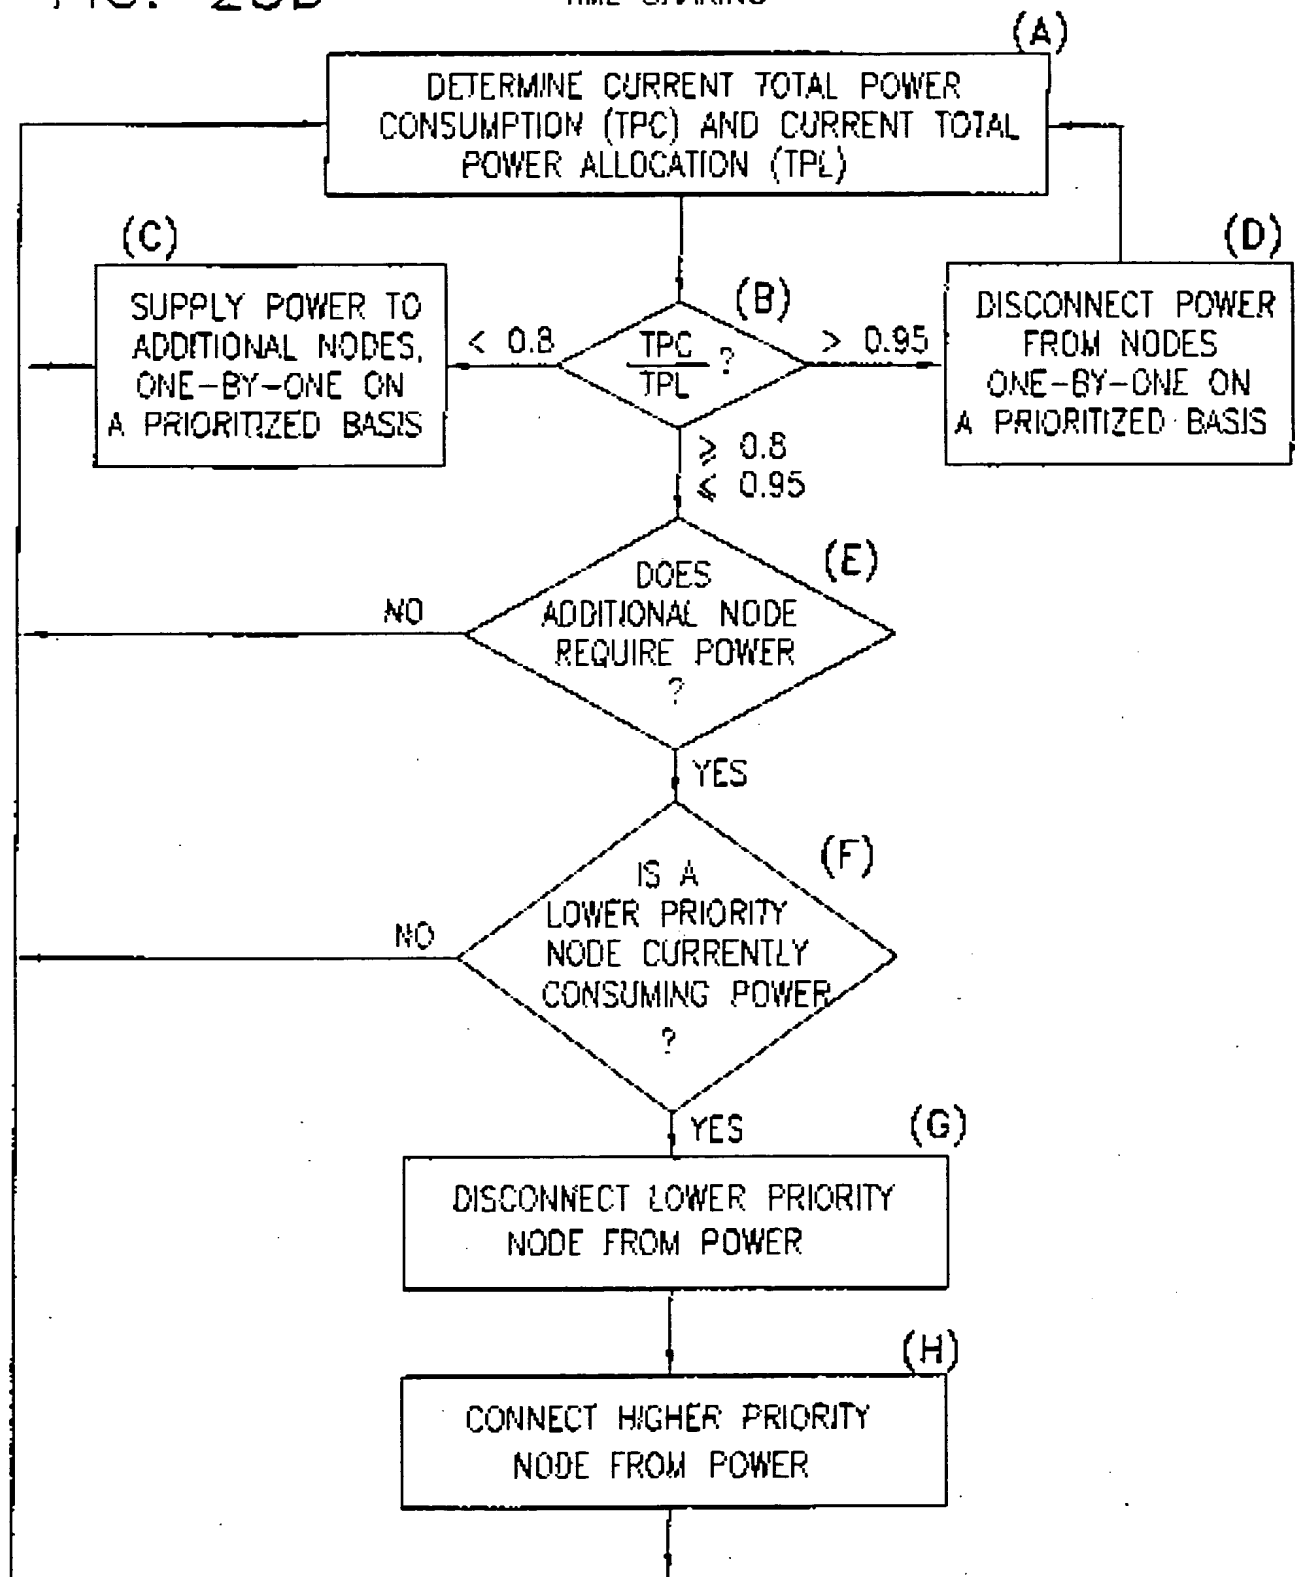 (A)
DETERMINE CURRENT TOTAL POWER
CONSUMPTION (TPC) AND CURRENT TOTAL
POWER ALLOCATION (TPL)
(C)
SUPPLY POWER TO
ADDITIONAL NODES,
ONE-BY-ONE ON
A PRIORITIZED BASIS
< 0.8
(B)
TPC
TPL
?
> 0.95
(D)
DISCONNECT POWER
FROM NODES
ONE-BY-ONE ON
A PRIORITIZED BASIS
⩾ 0.8
⩽ 0.95
(E)
DOES
ADDITIONAL NODE
REQUIRE POWER
?
NO
YES
(F)
IS A
LOWER PRIORITY
NODE CURRENTLY
CONSUMING POWER
?
NO
YES
(G)
DISCONNECT LOWER PRIORITY
NODE FROM POWER
(H)
CONNECT HIGHER PRIORITY
NODE FROM POWER